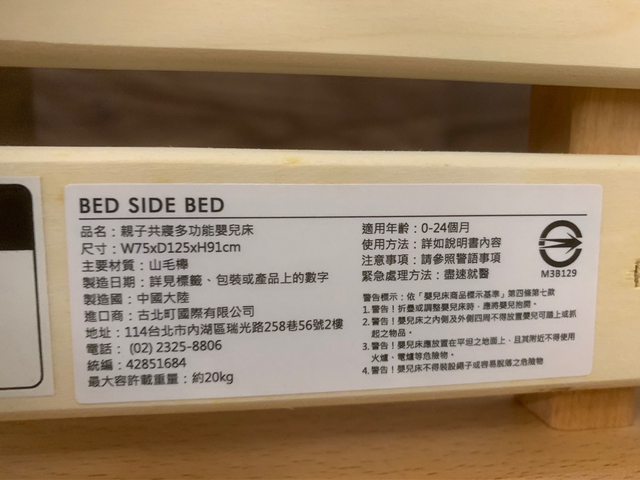 BED SIDE BED
品名：親子共寢多功能嬰兒床
尺寸：W75xD125xH91cm
主要材質：山毛櫸
製造日期：詳見標籤、包裝或產品上的數字
製造國：中國大陸
進口商：古北町國際有限公司
地址：114台北市內湖區瑞光路258巷56號2樓
電話：(02) 2325-8806
統編：42851684
最大容許載重量：約20kg
適用年齡：0-24個月
使用方法：詳如說明書內容
注意事項：請參照警語事項
緊急處理方法：盡速就醫
M3B129
警告標示：依「嬰兒床商品標示基準」第四條第七款
1. 警告！折疊或調整嬰兒床時，應將嬰兒抱開。
2. 警告！嬰兒床之內側及外側四周不得放置嬰兒可踏上或抓
起之物品。
3. 警告！嬰兒床應放置在平坦之地面上，且其附近不得使用
火爐、電爐等危險物。
4. 警告！嬰兒床不得裝設繩子或容易脫落之危險物